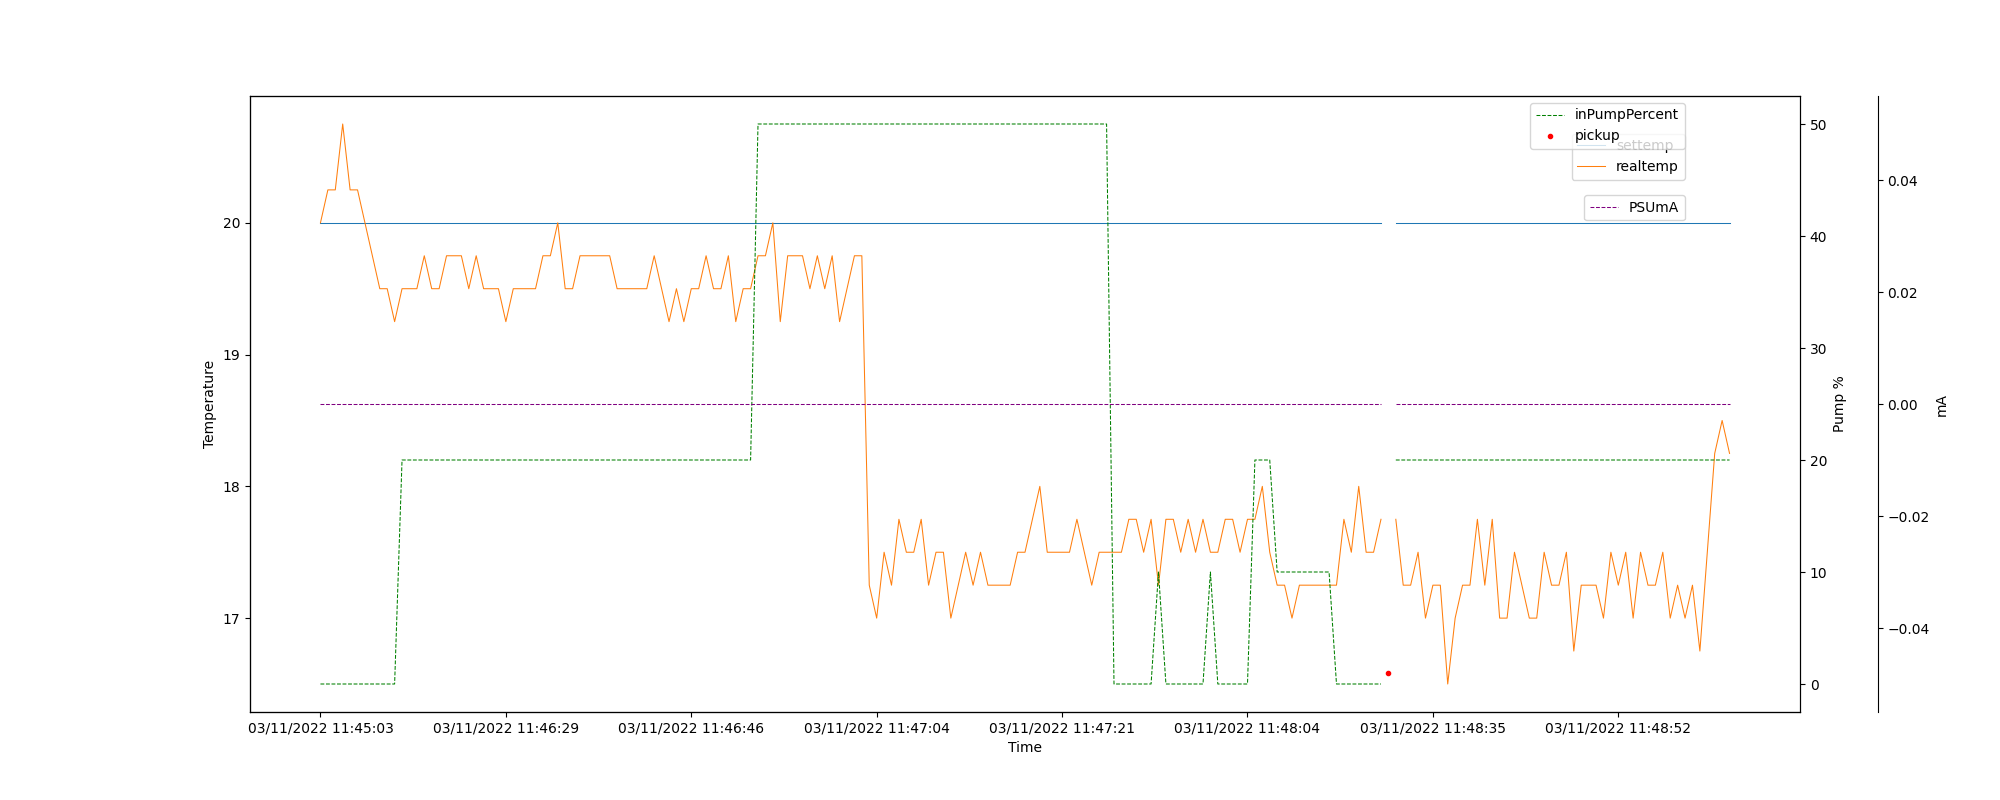 inPumpPercent
pickup
settemp
realtemp
PSUmA
20
19
18
17
Temperature
50
40
30
20
10
0
Pump %
0.04
0.02
0.00
−0.02
−0.04
mA
03/11/2022 11:45:03
03/11/2022 11:46:29
03/11/2022 11:46:46
03/11/2022 11:47:04
03/11/2022 11:47:21
03/11/2022 11:48:04
03/11/2022 11:48:35
03/11/2022 11:48:52
Time